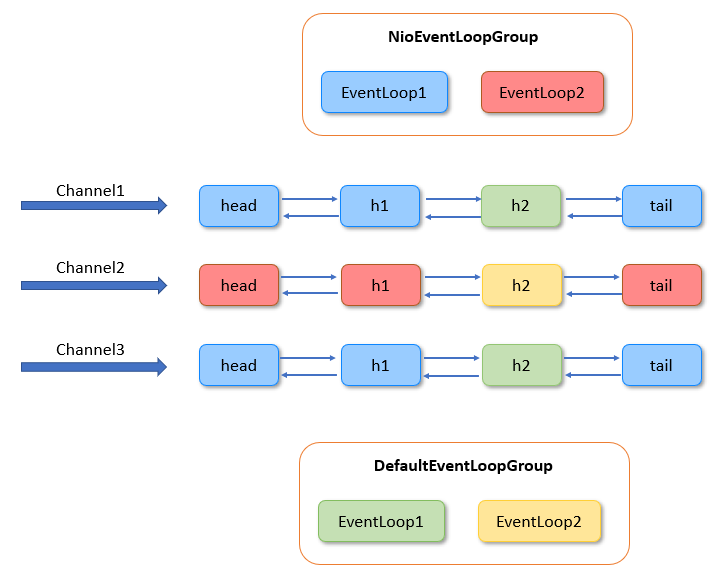 NioEventLoopGroup
EventLoop1 EventLoop2
Channel1 head h1 h2 tail
Channel2 head h1 h2 tail
Channel3 head h1 h2 tail
DefaultEventLoopGroup
EventLoop1 EventLoop2